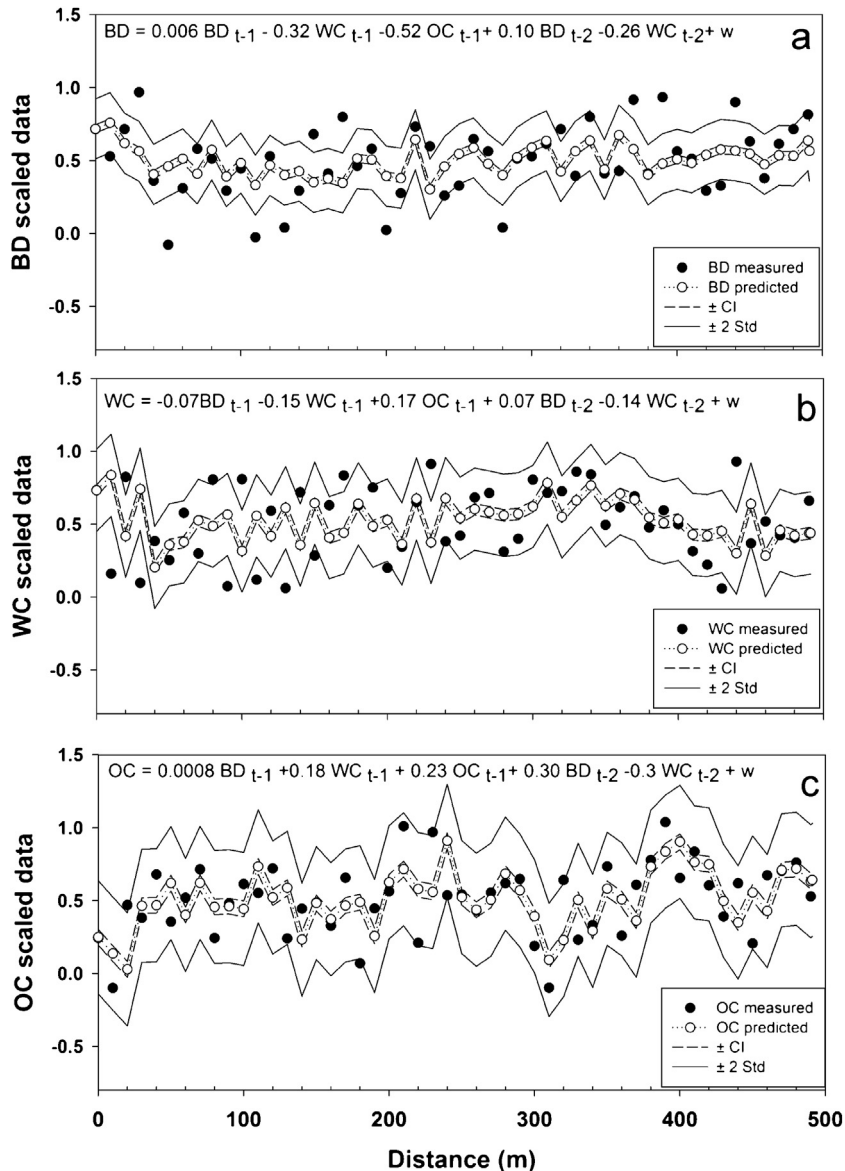 BD = 0.006 BD t-1 - 0.32 WC t-1 -0.52 OC t-1+ 0.10 BD t-2 -0.26 WC t-2+ w
a
1.5
1.0
0.5
0.0
-0.5
BD scaled data
BD measured
BD predicted
± CI
± 2 Std
WC = -0.07BD t-1 -0.15 WC t-1 +0.17 OC t-1 + 0.07 BD t-2 -0.14 WC t-2 + w
b
1.5
1.0
0.5
0.0
-0.5
WC scaled data
WC measured
WC predicted
± CI
± 2 Std
OC = 0.0008 BD t-1 +0.18 WC t-1 + 0.23 OC t-1+ 0.30 BD t-2 -0.3 WC t-2 + w
c
1.5
1.0
0.5
0.0
-0.5
OC scaled data
OC measured
OC predicted
± CI
± 2 Std
0 100 200 300 400 500
Distance (m)